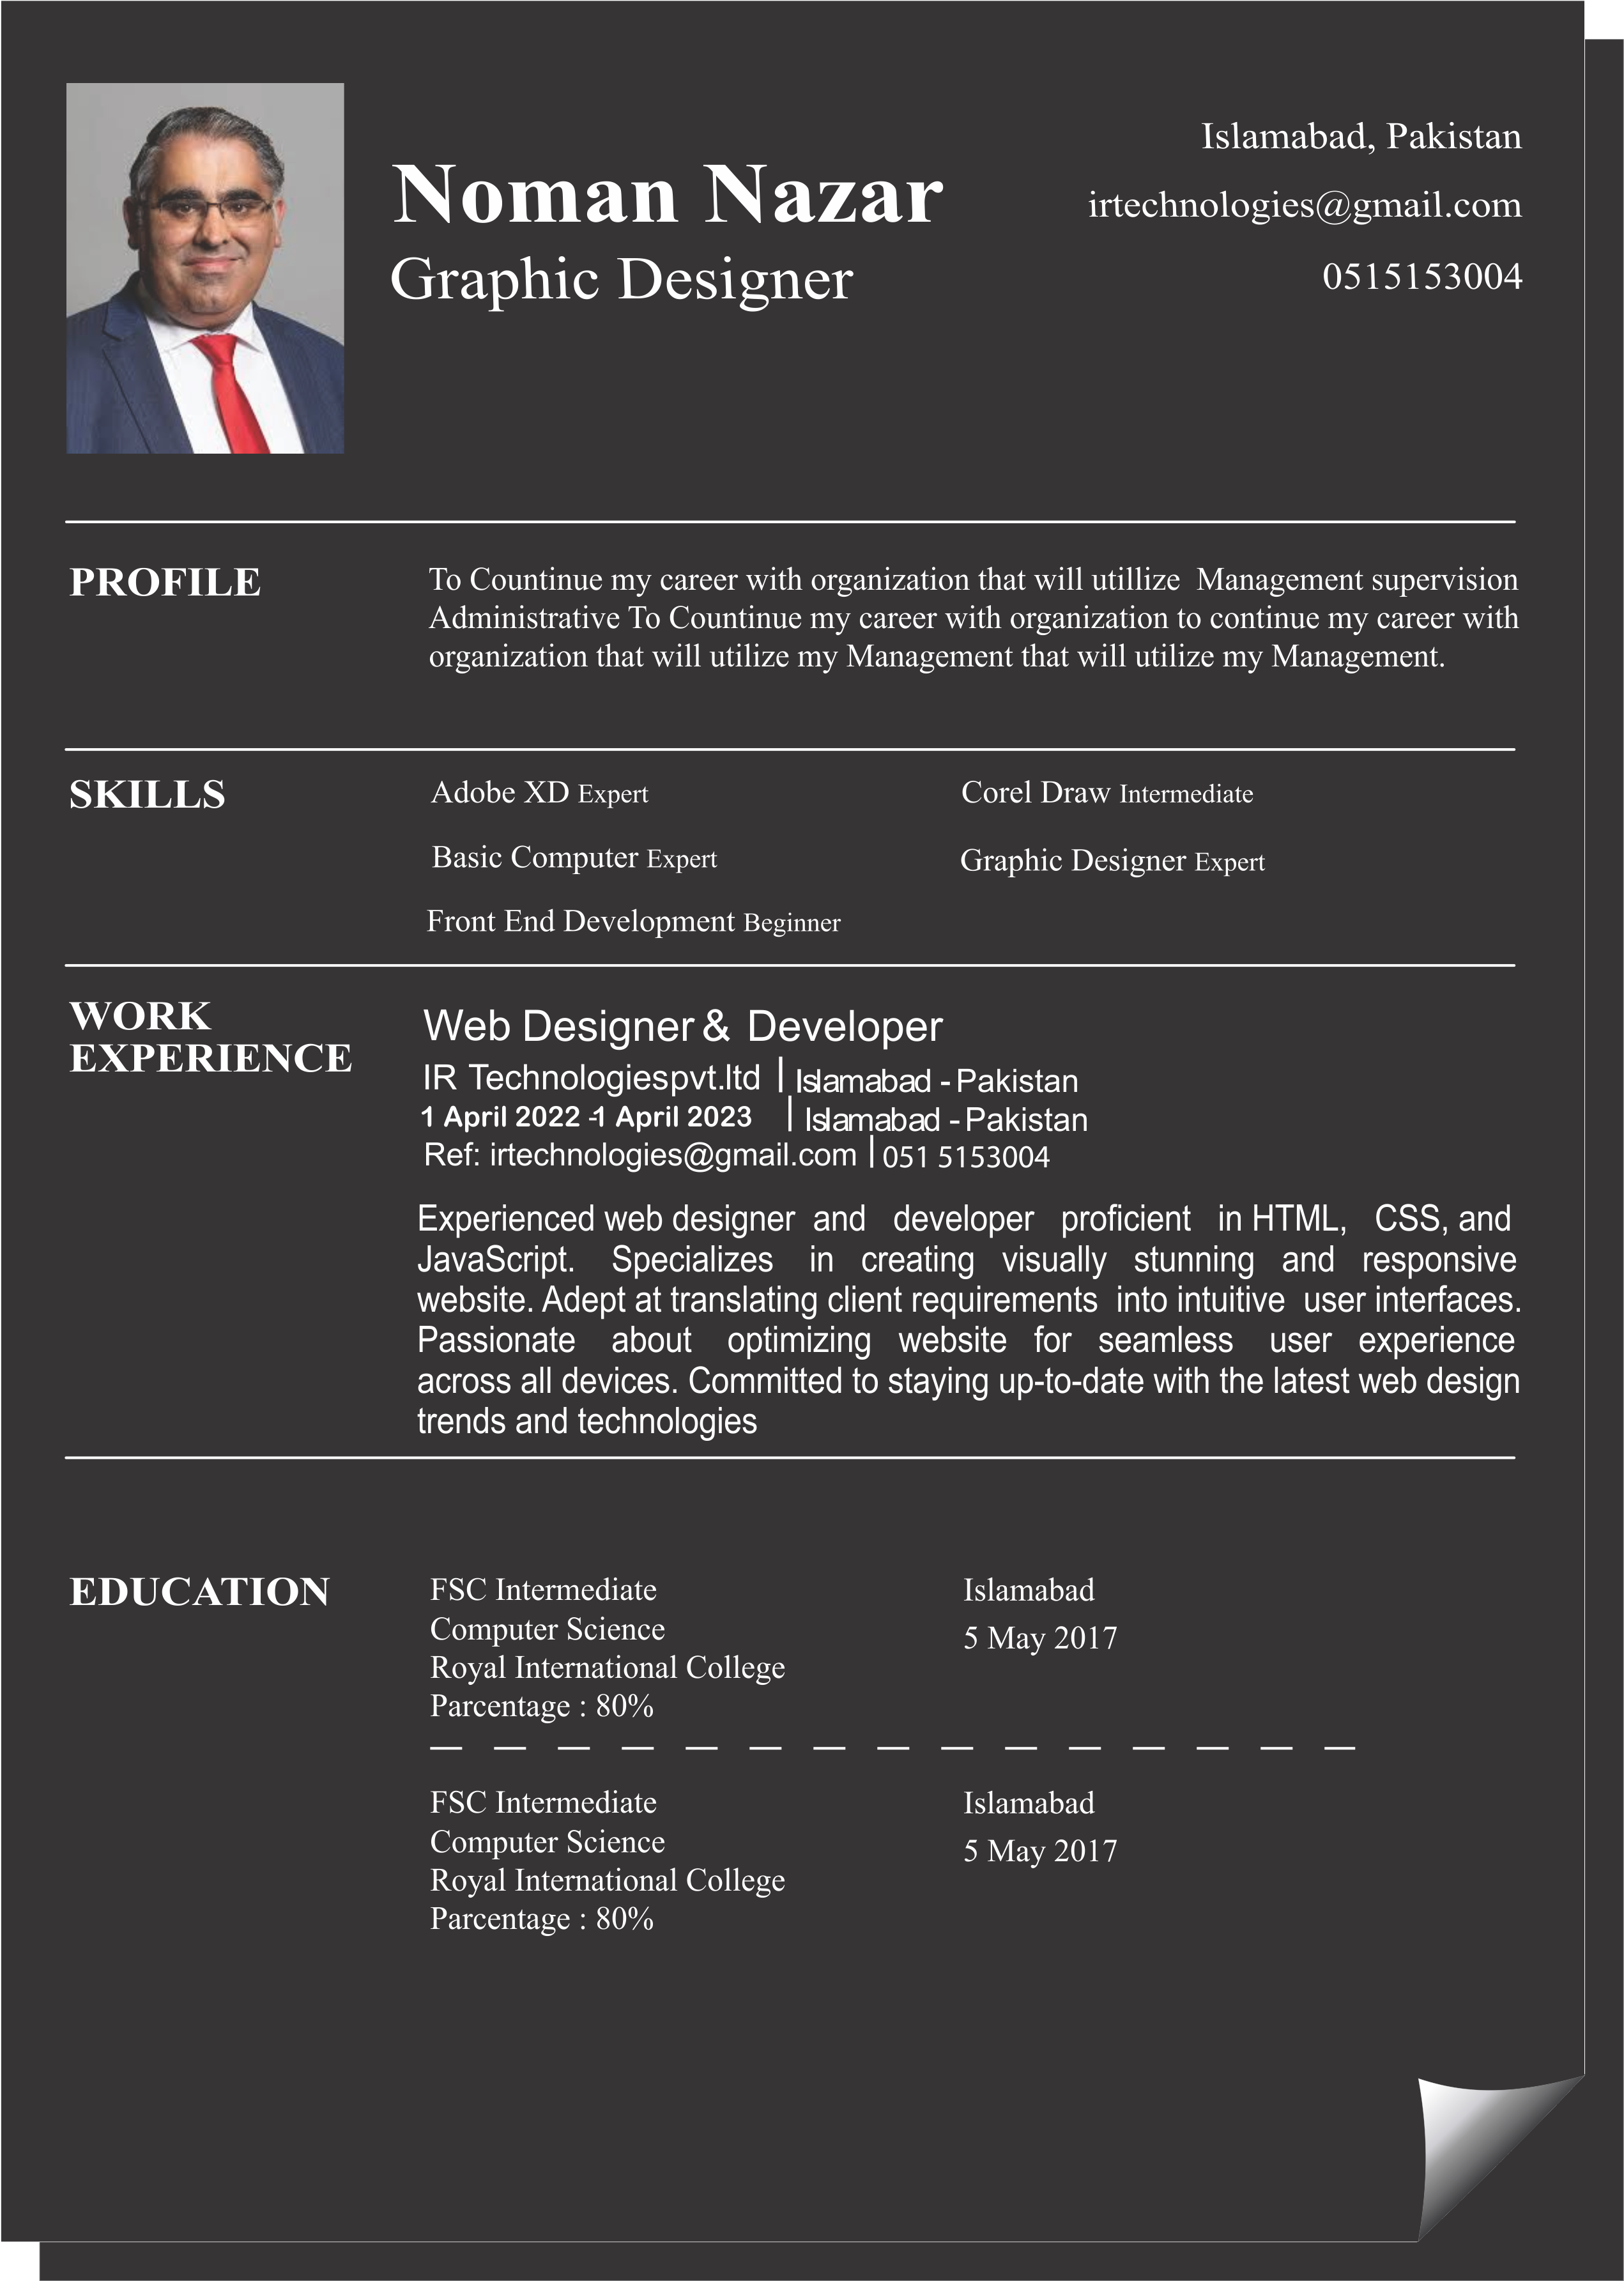 Noman Nazar
Graphic Designer
Islamabad, Pakistan
irtechnologies@gmail.com
0515153004
PROFILE
To Countinue my career with organization that will utillize Management supervision
Administrative To Countinue my career with organization to continue my career with
organization that will utilize my Management that will utilize my Management.
SKILLS
Adobe XD Expert
Corel Draw Intermediate
Basic Computer Expert
Graphic Designer Expert
Front End Development Beginner
WORK
EXPERIENCE
Web Designer & Developer
IR Technologiespvt.ltd | Islamabad - Pakistan
1 April 2022 -1 April 2023 | Islamabad - Pakistan
Ref: irtechnologies@gmail.com | 051 5153004
Experienced web designer and developer proficient in HTML, CSS, and
JavaScript. Specializes in creating visually stunning and responsive
website. Adept at translating client requirements into intuitive user interfaces.
Passionate about optimizing website for seamless user experience
across all devices. Committed to staying up-to-date with the latest web design
trends and technologies
EDUCATION
FSC Intermediate
Computer Science
Royal International College
Parcentage : 80%
Islamabad
5 May 2017
FSC Intermediate
Computer Science
Royal International College
Parcentage : 80%
Islamabad
5 May 2017